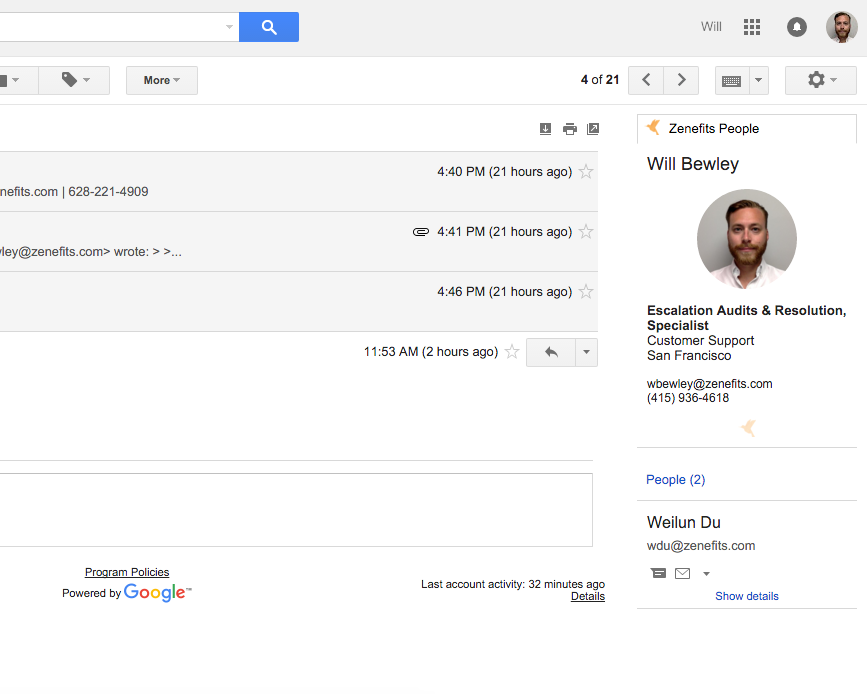 Will
More
4 of 21
Zenefits People
Will Bewley
4:40 PM (21 hours ago)
nefits.com | 628-221-4909
4:41 PM (21 hours ago)
ley@zenefits.com> wrote: > >...
4:46 PM (21 hours ago)
11:53 AM (2 hours ago)
Escalation Audits & Resolution,
Specialist
Customer Support
San Francisco
wbewley@zenefits.com
(415) 936-4618
People (2)
Weilun Du
wdu@zenefits.com
Show details
Program Policies
Powered by Google™
Last account activity: 32 minutes ago
Details